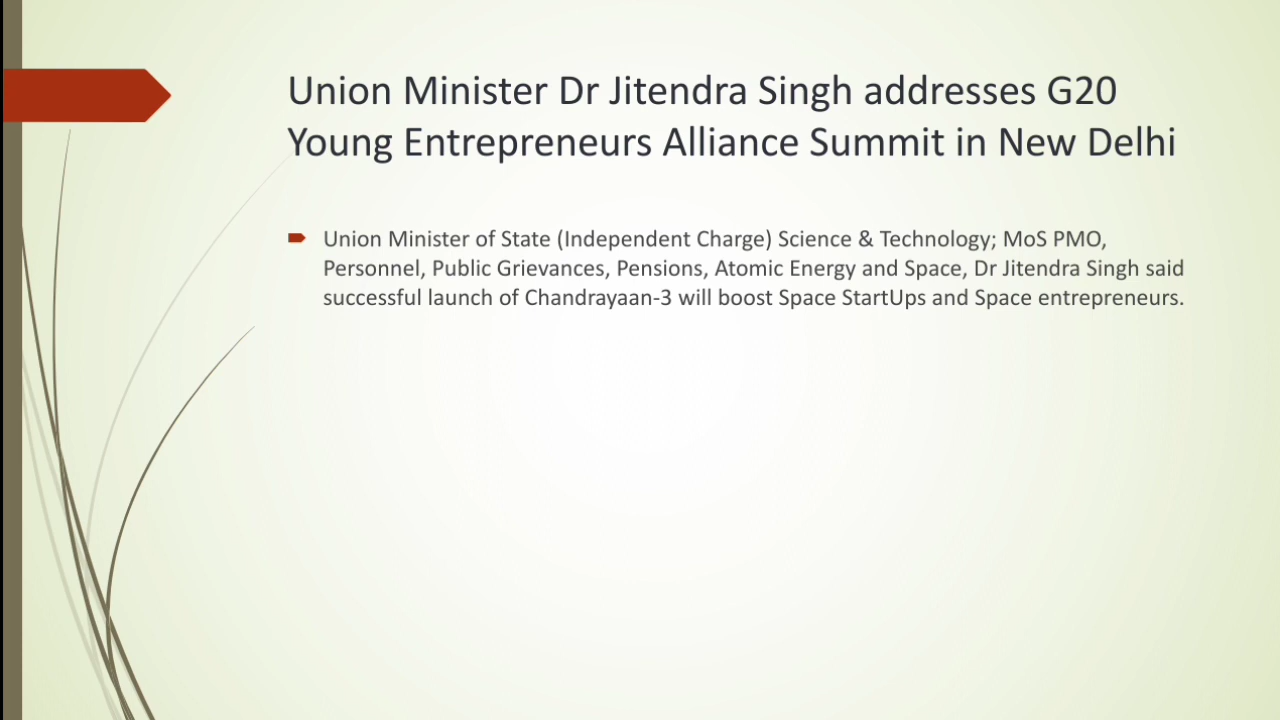 Union Minister Dr Jitendra Singh addresses G20
Young Entrepreneurs Alliance Summit in New Delhi
Union Minister of State (Independent Charge) Science & Technology; MoS PMO,
Personnel, Public Grievances, Pensions, Atomic Energy and Space, Dr Jitendra Singh said
successful launch of Chandrayaan-3 will boost Space StartUps and Space entrepreneurs.